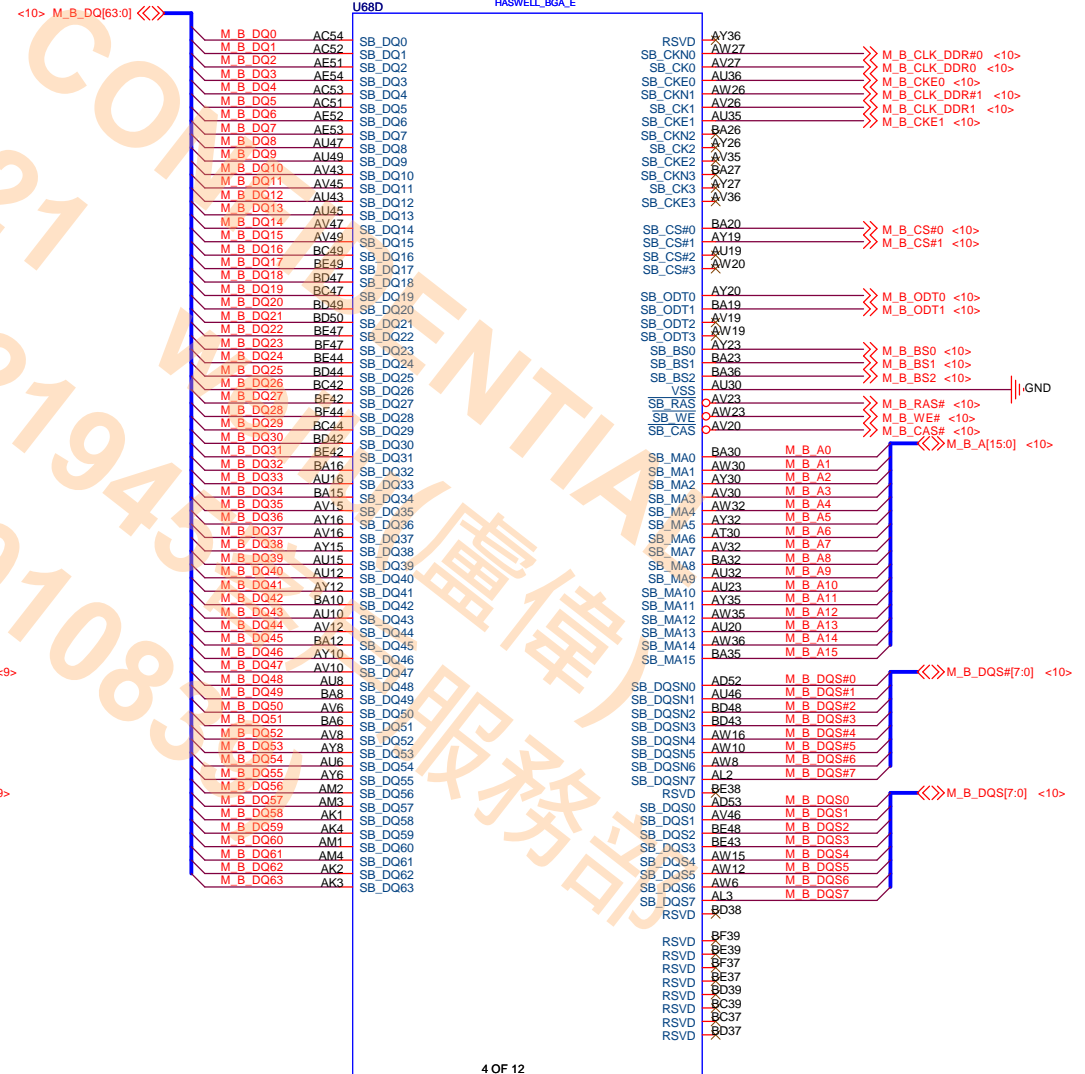 <10> M_B_DQ[63:0]
U68D
HASWELL_BGA_E
M_B_DQ0 AC54 SB_DQ0
M_B_DQ1 AC52 SB_DQ1
M_B_DQ2 AE51 SB_DQ2
M_B_DQ3 AE54 SB_DQ3
M_B_DQ4 AC53 SB_DQ4
M_B_DQ5 AC51 SB_DQ5
M_B_DQ6 AE52 SB_DQ6
M_B_DQ7 AE53 SB_DQ7
M_B_DQ8 AU47 SB_DQ8
M_B_DQ9 AU49 SB_DQ9
M_B_DQ10 AV43 SB_DQ10
M_B_DQ11 AV45 SB_DQ11
M_B_DQ12 AU43 SB_DQ12
M_B_DQ13 AU45 SB_DQ13
M_B_DQ14 AV47 SB_DQ14
M_B_DQ15 AV49 SB_DQ15
M_B_DQ16 BC49 SB_DQ16
M_B_DQ17 BE49 SB_DQ17
M_B_DQ18 BD47 SB_DQ18
M_B_DQ19 BC47 SB_DQ19
M_B_DQ20 BD49 SB_DQ20
M_B_DQ21 BD50 SB_DQ21
M_B_DQ22 BE47 SB_DQ22
M_B_DQ23 BF47 SB_DQ23
M_B_DQ24 BE44 SB_DQ24
M_B_DQ25 BD44 SB_DQ25
M_B_DQ26 BC42 SB_DQ26
M_B_DQ27 BF42 SB_DQ27
M_B_DQ28 BF44 SB_DQ28
M_B_DQ29 BC44 SB_DQ29
M_B_DQ30 BD42 SB_DQ30
M_B_DQ31 BE42 SB_DQ31
M_B_DQ32 BA16 SB_DQ32
M_B_DQ33 AU16 SB_DQ33
M_B_DQ34 BA15 SB_DQ34
M_B_DQ35 AV15 SB_DQ35
M_B_DQ36 AY16 SB_DQ36
M_B_DQ37 AV16 SB_DQ37
M_B_DQ38 AY15 SB_DQ38
M_B_DQ39 AU15 SB_DQ39
M_B_DQ40 AU12 SB_DQ40
M_B_DQ41 AY12 SB_DQ41
M_B_DQ42 BA10 SB_DQ42
M_B_DQ43 AU10 SB_DQ43
M_B_DQ44 AV12 SB_DQ44
M_B_DQ45 BA12 SB_DQ45
M_B_DQ46 AY10 SB_DQ46
M_B_DQ47 AV10 SB_DQ47
M_B_DQ48 AU8 SB_DQ48
M_B_DQ49 BA8 SB_DQ49
M_B_DQ50 AV6 SB_DQ50
M_B_DQ51 BA6 SB_DQ51
M_B_DQ52 AV8 SB_DQ52
M_B_DQ53 AY8 SB_DQ53
M_B_DQ54 AU6 SB_DQ54
M_B_DQ55 AY6 SB_DQ55
M_B_DQ56 AM2 SB_DQ56
M_B_DQ57 AM3 SB_DQ57
M_B_DQ58 AK1 SB_DQ58
M_B_DQ59 AK4 SB_DQ59
M_B_DQ60 AM1 SB_DQ60
M_B_DQ61 AM4 SB_DQ61
M_B_DQ62 AK2 SB_DQ62
M_B_DQ63 AK3 SB_DQ63
RSVD AY36
SB_CKN0 AW27 M_B_CLK_DDR#0 <10>
SB_CK0 AV27 M_B_CLK_DDR0 <10>
SB_CKE0 AU36 M_B_CKE0 <10>
SB_CKN1 AW26 M_B_CLK_DDR#1 <10>
SB_CK1 AV26 M_B_CLK_DDR1 <10>
SB_CKE1 AU35 M_B_CKE1 <10>
SB_CKN2 BA26
SB_CK2 AY26
SB_CKE2 AV35
SB_CKN3 BA27
SB_CK3 AY27
SB_CKE3 AV36
SB_CS#0 BA20 M_B_CS#0 <10>
SB_CS#1 AY19 M_B_CS#1 <10>
SB_CS#2 AU19
SB_CS#3 AW20
SB_ODT0 AY20 M_B_ODT0 <10>
SB_ODT1 BA19 M_B_ODT1 <10>
SB_ODT2 AV19
SB_ODT3 AW19
SB_BS0 AY23 M_B_BS0 <10>
SB_BS1 BA23 M_B_BS1 <10>
SB_BS2 BA36 M_B_BS2 <10>
VSS AU30 GND
SB_RAS AV23 M_B_RAS# <10>
SB_WE AW23 M_B_WE# <10>
SB_CAS AV20 M_B_CAS# <10>
M_B_A[15:0] <10>
SB_MA0 BA30 M_B_A0
SB_MA1 AW30 M_B_A1
SB_MA2 AY30 M_B_A2
SB_MA3 AV30 M_B_A3
SB_MA4 AW32 M_B_A4
SB_MA5 AY32 M_B_A5
SB_MA6 AT30 M_B_A6
SB_MA7 AV32 M_B_A7
SB_MA8 BA32 M_B_A8
SB_MA9 AU32 M_B_A9
SB_MA10 AU23 M_B_A10
SB_MA11 AY35 M_B_A11
SB_MA12 AW35 M_B_A12
SB_MA13 AU20 M_B_A13
SB_MA14 AW36 M_B_A14
SB_MA15 BA35 M_B_A15
M_B_DQS#[7:0] <10>
SB_DQSN0 AD52 M_B_DQS#0
SB_DQSN1 AU46 M_B_DQS#1
SB_DQSN2 BD48 M_B_DQS#2
SB_DQSN3 BD43 M_B_DQS#3
SB_DQSN4 AW16 M_B_DQS#4
SB_DQSN5 AW10 M_B_DQS#5
SB_DQSN6 AW8 M_B_DQS#6
SB_DQSN7 AL2 M_B_DQS#7
RSVD BE38
M_B_DQS[7:0] <10>
SB_DQS0 AD53 M_B_DQS0
SB_DQS1 AV46 M_B_DQS1
SB_DQS2 BE48 M_B_DQS2
SB_DQS3 BE43 M_B_DQS3
SB_DQS4 AW15 M_B_DQS4
SB_DQS5 AW12 M_B_DQS5
SB_DQS6 AW6 M_B_DQS6
SB_DQS7 AL3 M_B_DQS7
RSVD BD38
RSVD BF39
RSVD BE39
RSVD BF37
RSVD BE37
RSVD BD39
RSVD BC39
RSVD BC37
RSVD BD37
4 OF 12
CONFIDENTIAL
(盧偉)
服務部